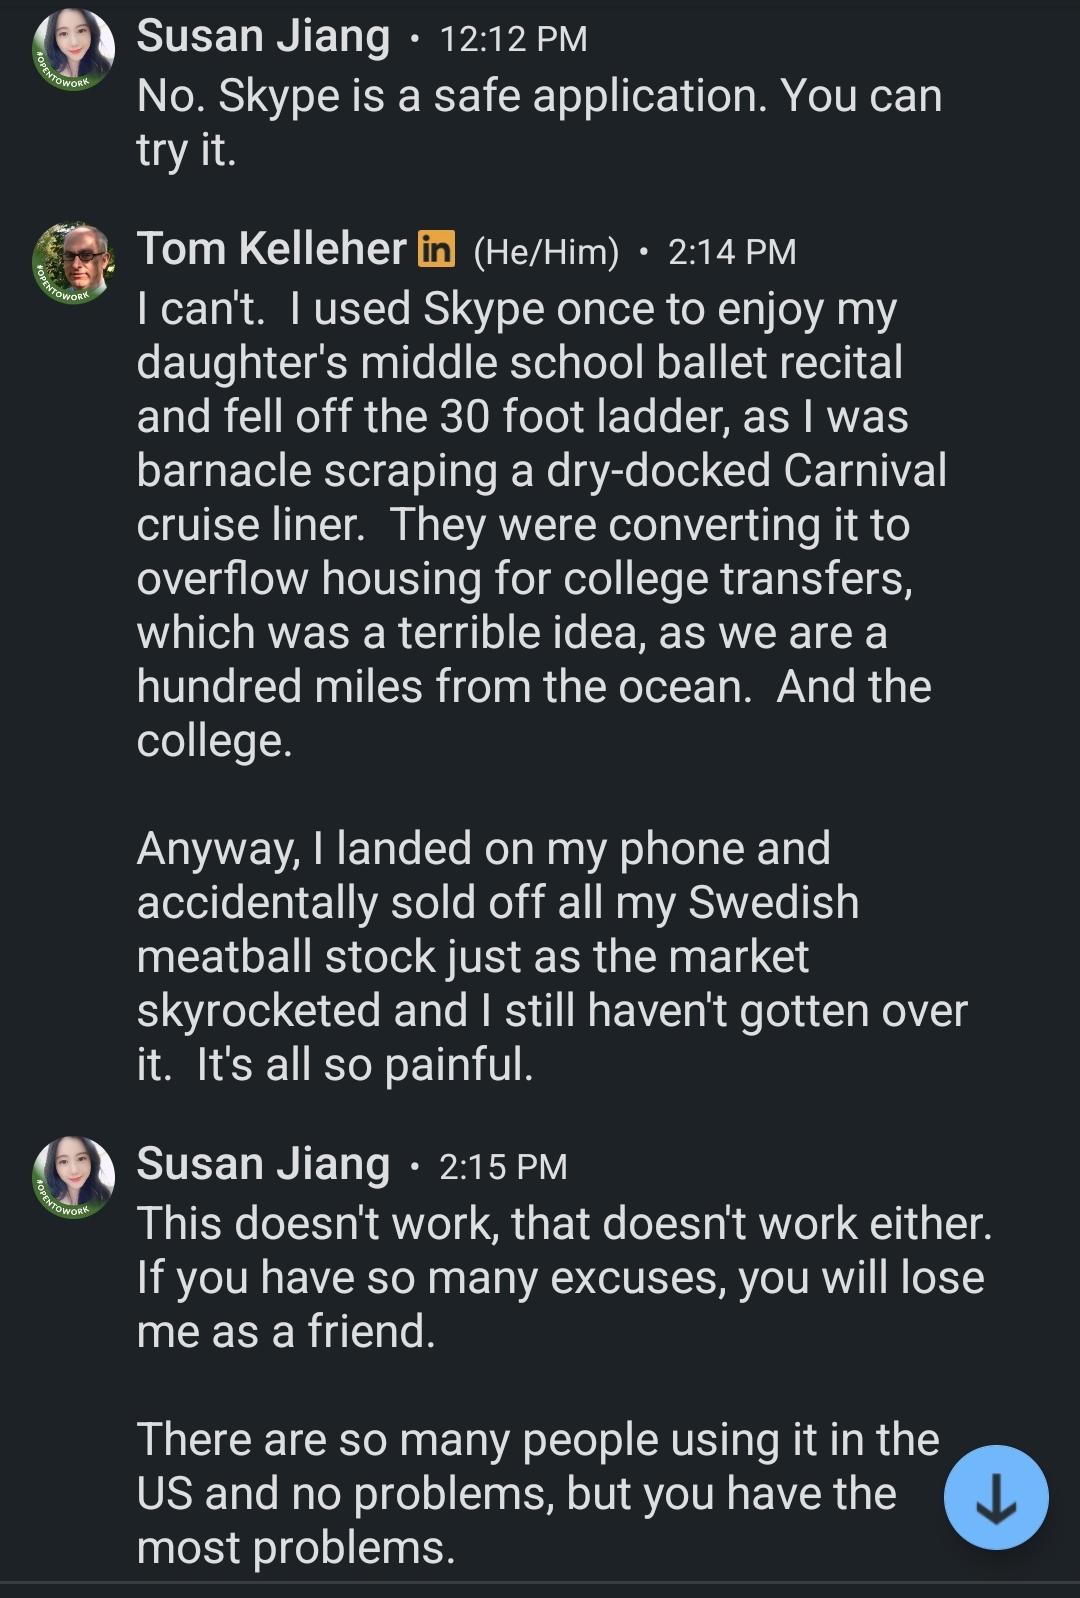 Susan Jiang • 12:12 PM
No. Skype is a safe application. You can
try it.
#OPENTOWORK
Tom Kelleher in (He/Him) • 2:14 PM
I can't.  I used Skype once to enjoy my
daughter's middle school ballet recital
and fell off the 30 foot ladder, as I was
barnacle scraping a dry-docked Carnival
cruise liner.  They were converting it to
overflow housing for college transfers,
which was a terrible idea, as we are a
hundred miles from the ocean.  And the
college.
#OPENTOWORK
Anyway, I landed on my phone and
accidentally sold off all my Swedish
meatball stock just as the market
skyrocketed and I still haven't gotten over
it.  It's all so painful.
Susan Jiang • 2:15 PM
This doesn't work, that doesn't work either.
If you have so many excuses, you will lose
me as a friend.
#OPENTOWORK
There are so many people using it in the
US and no problems, but you have the
most problems.